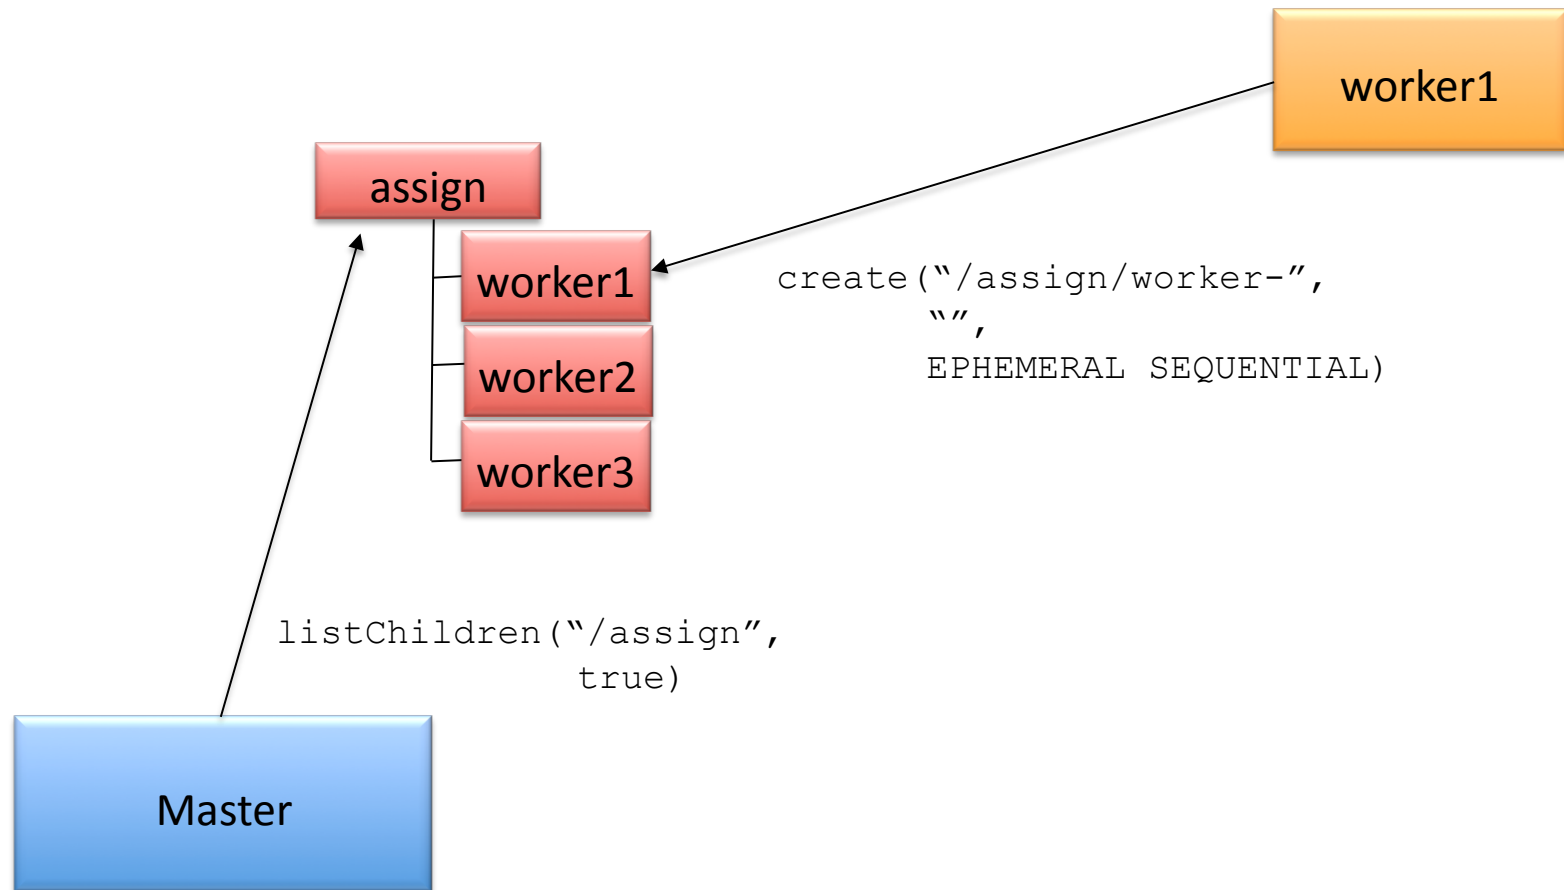 worker1
assign
worker1
create(“/assign/worker-”,
“”,
EPHEMERAL SEQUENTIAL)
worker2
worker3
listChildren(“/assign”,
true)
Master